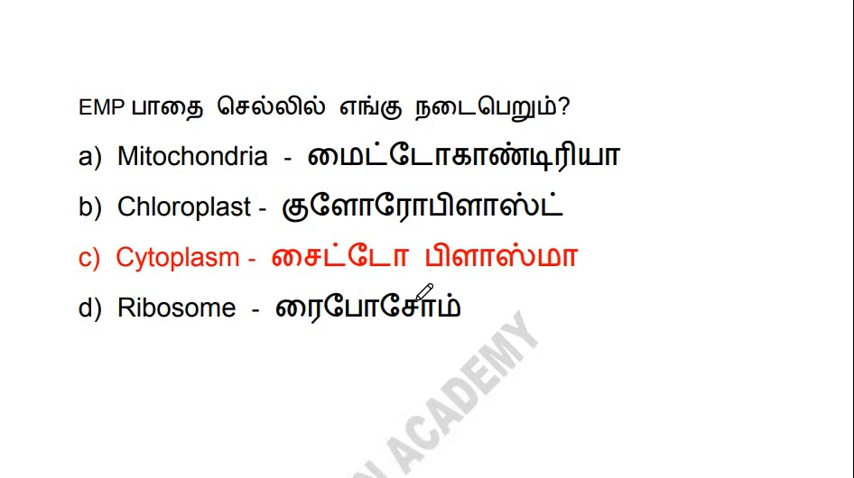 EMP பாதை செல்லில் எங்கு நடைபெறும்?
a) Mitochondria - மைட்டோகாண்டிரியா
b) Chloroplast - குளோரோபிளாஸ்ட்
c) Cytoplasm - சைட்டோ பிளாஸ்மா
d) Ribosome - ரைபோசோம்
N ACADEMY